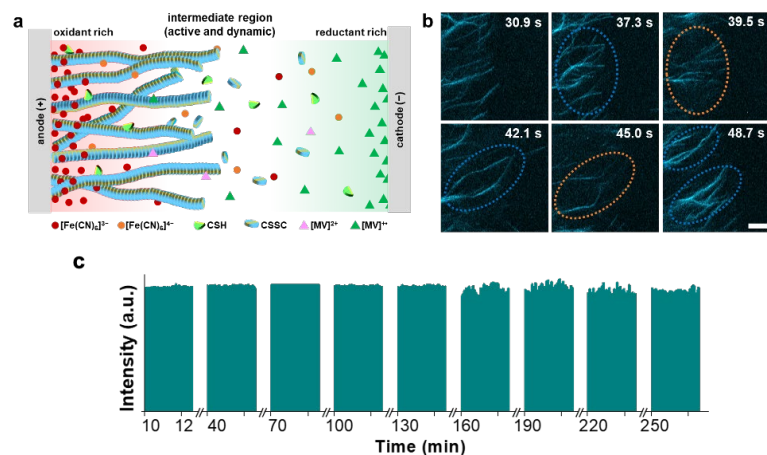 a
oxidant rich
intermediate region
(active and dynamic)
reductant rich
anode (+)
cathode (−)
[Fe(CN)₆]³⁻ [Fe(CN)₆]⁴⁻ CSH CSSC [MV]²⁺ [MV]•⁺
b
30.9 s 37.3 s 39.5 s
42.1 s 45.0 s 48.7 s
c
Intensity (a.u.)
10 12 40 70 100 130 160 190 220 250
Time (min)